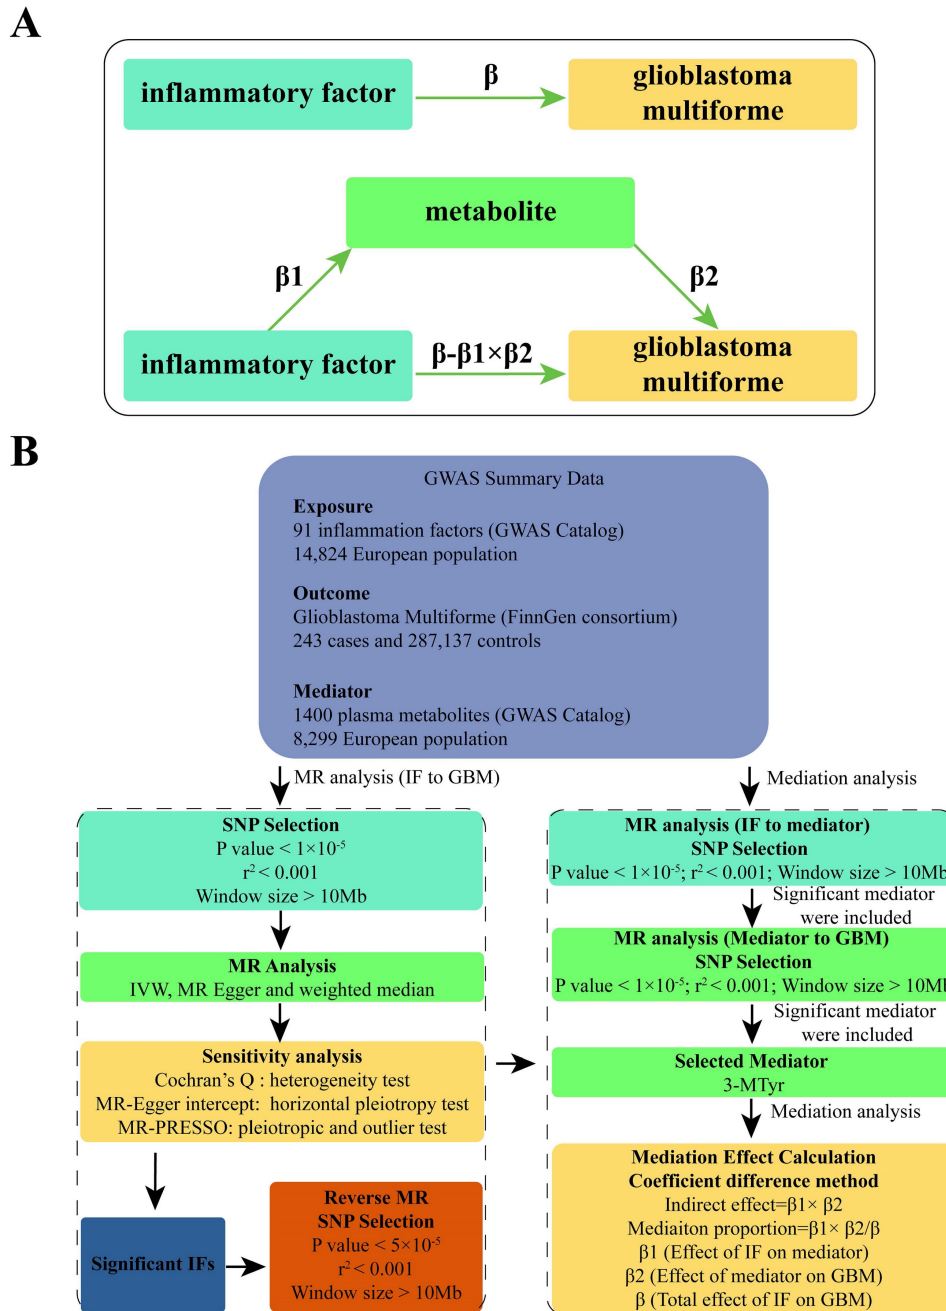 A
inflammatory factor
β
glioblastoma
multiforme
metabolite
β1
β2
inflammatory factor
β-β1×β2
glioblastoma
multiforme
B
GWAS Summary Data
Exposure
91 inflammation factors (GWAS Catalog)
14,824 European population
Outcome
Glioblastoma Multiforme (FinnGen consortium)
243 cases and 287,137 controls
Mediator
1400 plasma metabolites (GWAS Catalog)
8,299 European population
MR analysis (IF to GBM)
SNP Selection
P value < 1×10⁻⁵
r² < 0.001
Window size > 10Mb
MR Analysis
IVW, MR Egger and weighted median
Sensitivity analysis
Cochran's Q : heterogeneity test
MR-Egger intercept: horizontal pleiotropy test
MR-PRESSO: pleiotropic and outlier test
Significant IFs
Reverse MR
SNP Selection
P value < 5×10⁻⁵
r² < 0.001
Window size > 10Mb
Mediation analysis
MR analysis (IF to mediator)
SNP Selection
P value < 1×10⁻⁵; r² < 0.001; Window size > 10Mb
Significant mediator
were included
MR analysis (Mediator to GBM)
SNP Selection
P value < 1×10⁻⁵; r² < 0.001; Window size > 10Mb
Significant mediator
were included
Selected Mediator
3-MTyr
Mediation analysis
Mediation Effect Calculation
Coefficient difference method
Indirect effect=β1× β2
Mediaiton proportion=β1× β2/β
β1 (Effect of IF on mediator)
β2 (Effect of mediator on GBM)
β (Total effect of IF on GBM)